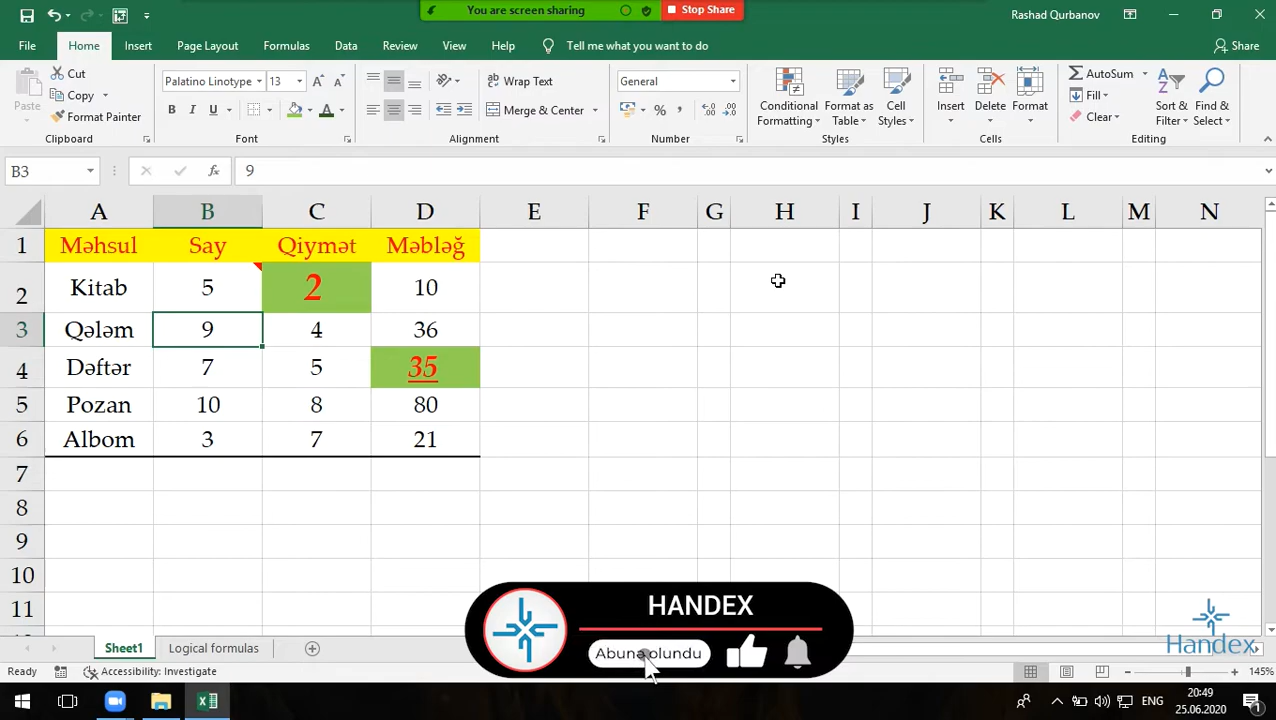 You are screen sharing
Stop Share
Rashad Qurbanov
File Home Insert Page Layout Formulas Data Review View Help Tell me what you want to do Share
Paste Cut Copy Format Painter Clipboard
Palatino Linotype 13 B I U A Font
Wrap Text Merge & Center Alignment
General % , Number
Conditional Formatting Format as Table Cell Styles Styles
Insert Delete Format Cells
AutoSum Fill Clear Sort & Filter Find & Select Editing
B3 fx 9
A B C D E F G H I J K L M N
1 Məhsul Say Qiymət Məbləğ
2 Kitab 5 2 10
3 Qələm 9 4 36
4 Dəftər 7 5 35
5 Pozan 10 8 80
6 Albom 3 7 21
7
8
9
10
11
HANDEX
Abunə olundu
Handex
Sheet1 Logical formulas
Ready Accessibility: Investigate 145%
ENG 20:49
25.06.2020
1